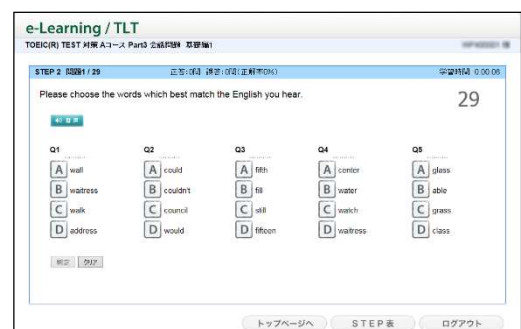 e-Learning / TLT
TOEIC(R) TEST 対策 Aコース Part3 会話問題 基礎編1
STEP 2 問題1 / 29 正答:0問 誤答:0問(正解率0%) 学習時間 0:00:06
Please choose the words which best match the English you hear.
29
音声
Q1 Q2 Q3 Q4 Q5
A wall A could A fifth A center A glass
B waitress B couldn't B fill B water B able
C walk C council C still C watch C grass
D address D would D fifteen D waitress D class
クリア
トップページへ STEP表 ログアウト